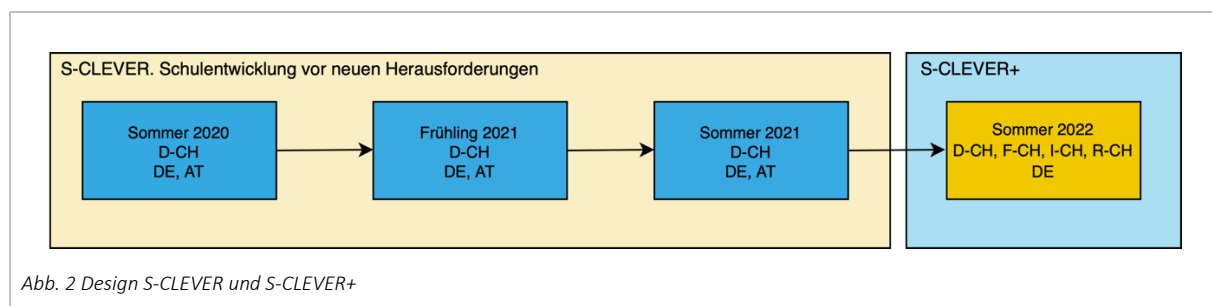 S-CLEVER. Schulentwicklung vor neuen Herausforderungen
Sommer 2020
D-CH
DE, AT
Frühling 2021
D-CH
DE, AT
Sommer 2021
D-CH
DE, AT
S-CLEVER+
Sommer 2022
D-CH, F-CH, I-CH, R-CH
DE
Abb. 2 Design S-CLEVER und S-CLEVER+